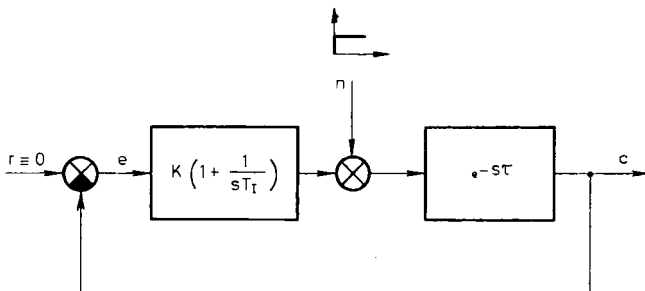 n
r ≡ 0
e
K (1 + 1/sT_I)
e^-sτ
c